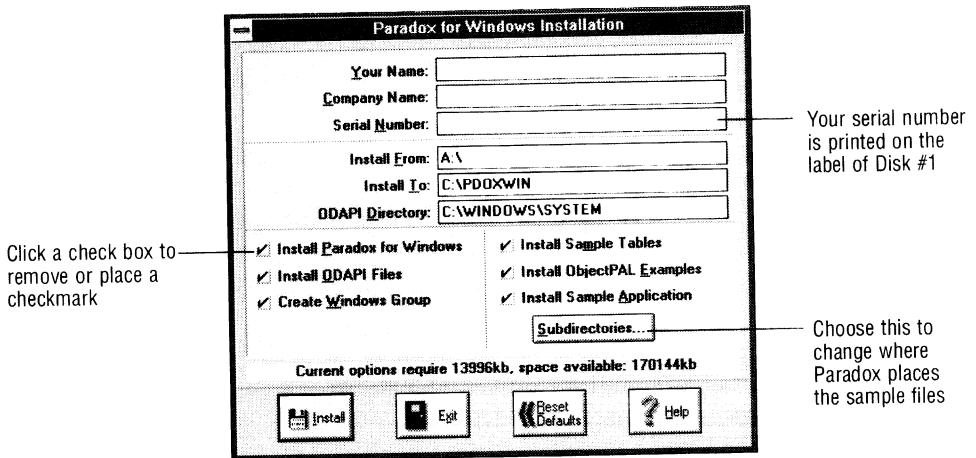 Paradox for Windows Installation
Your Name:
Company Name:
Serial Number:
Your serial number
is printed on the
label of Disk #1
Install From: A:\
Install To: C:\PDOXWIN
ODAPI Directory: C:\WINDOWS\SYSTEM
Click a check box to
remove or place a
checkmark
Install Paradox for Windows
Install ODAPI Files
Create Windows Group
Install Sample Tables
Install ObjectPAL Examples
Install Sample Application
Subdirectories...
Choose this to
change where
Paradox places
the sample files
Current options require 13996kb, space available: 170144kb
Install
Exit
Reset
Defaults
Help